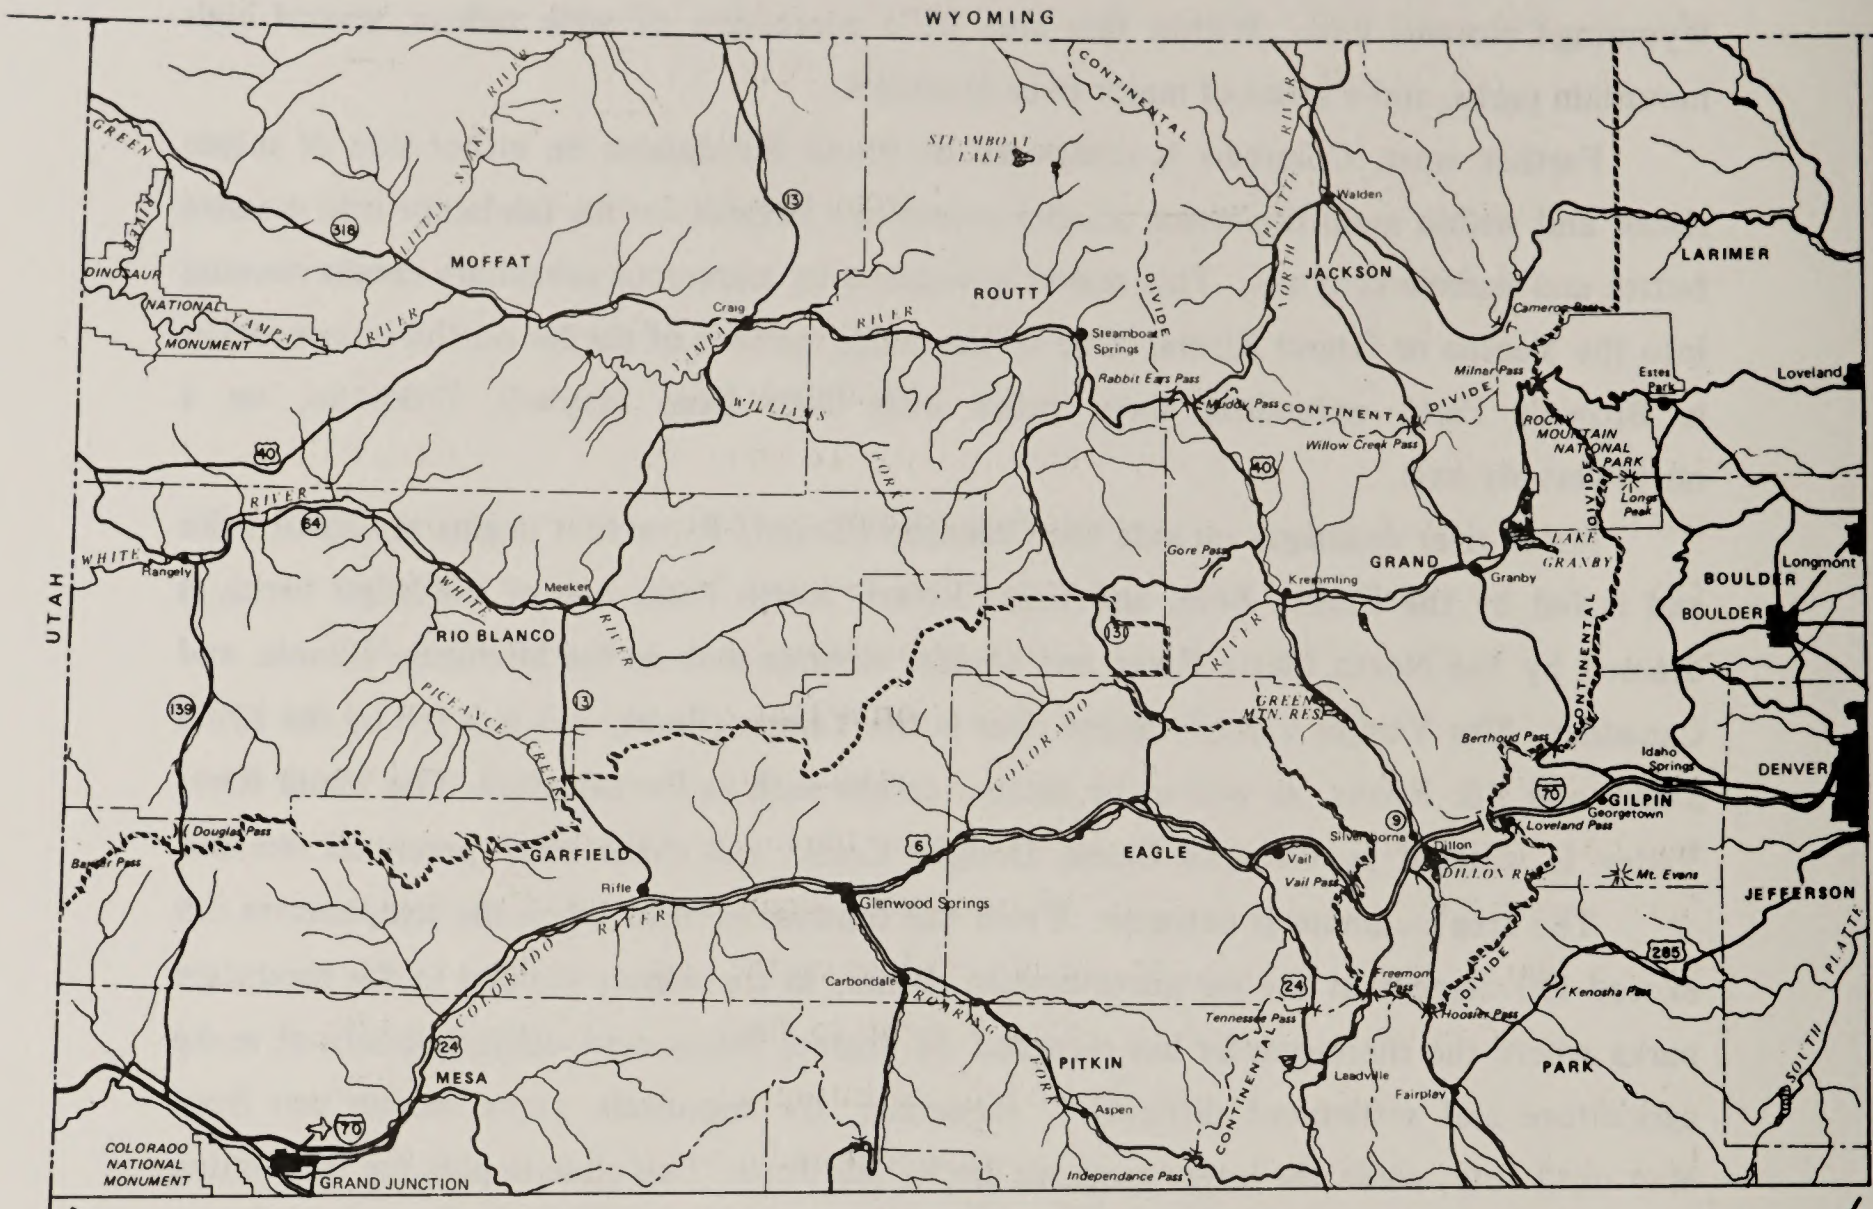 WYOMING
CONTINENTAL
DIVIDE
GREEN
RIVER
LITTLE SNAKE RIVER
STEAMBOAT
LAKE
NORTH PLATTE RIVER
13
Walden
318
MOFFAT
LARIMER
DINOSAUR
NATIONAL
MONUMENT
YAMPA RIVER
ROUTT
JACKSON
Craig
RIVER
YAMPA
Cameron Pass
Steamboat
Springs
Rabbit Ears Pass
Milner Pass
Estes
Park
Loveland
WILLIAMS
FORK
Muddy Pass
CONTINENTAL DIVIDE
Willow Creek Pass
ROCKY
MOUNTAIN
NATIONAL
PARK
40
40
Longs
Peak
RIVER
64
WHITE
Rangely
Gore Pass
LAKE
GRANBY
DIVIDE
CONTINENTAL
Longmont
UTAH
GRAND
Kremmling
Granby
BOULDER
BOULDER
Meeker
WHITE
RIVER
RIO BLANCO
131
RIVER
139
PICEANCE CREEK
13
COLORADO
GREEN
MTN. RES.
Berthoud Pass
Idaho
Springs
DENVER
70
GILPIN
Georgetown
Douglas Pass
Baxter Pass
GARFIELD
6
EAGLE
9
Silverthorne
Dillon
Loveland Pass
Vail
Vail Pass
DILLON RES.
Mt. Evans
JEFFERSON
Rifle
Glenwood Springs
COLORADO RIVER
285
PLATTE
Carbondale
ROARING
FORK
24
Freemont
Pass
DIVIDE
Kenosha Pass
Tennessee Pass
Hoosier Pass
24
MESA
PITKIN
CONTINENTAL
Leadville
PARK
SOUTH
Fairplay
Aspen
70
COLORADO
NATIONAL
MONUMENT
GRAND JUNCTION
Independance Pass